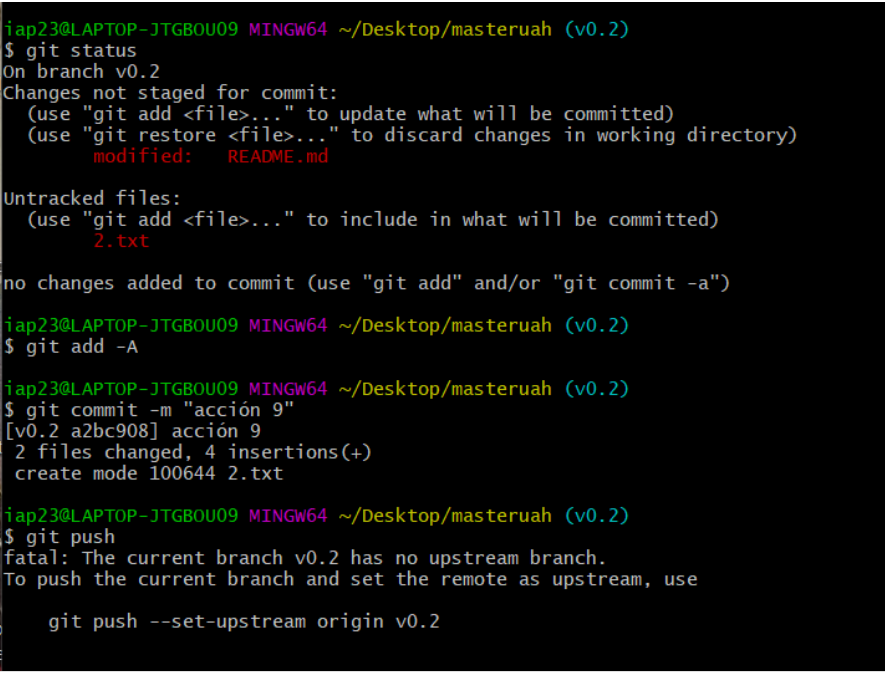 iap23@LAPTOP-JTGBOU09 MINGW64 ~/Desktop/masteruah (v0.2)
$ git status
On branch v0.2
Changes not staged for commit:
  (use "git add <file>..." to update what will be committed)
  (use "git restore <file>..." to discard changes in working directory)
        modified:   README.md

Untracked files:
  (use "git add <file>..." to include in what will be committed)
        2.txt

no changes added to commit (use "git add" and/or "git commit -a")

iap23@LAPTOP-JTGBOU09 MINGW64 ~/Desktop/masteruah (v0.2)
$ git add -A

iap23@LAPTOP-JTGBOU09 MINGW64 ~/Desktop/masteruah (v0.2)
$ git commit -m "acción 9"
[v0.2 a2bc908] acción 9
 2 files changed, 4 insertions(+)
 create mode 100644 2.txt

iap23@LAPTOP-JTGBOU09 MINGW64 ~/Desktop/masteruah (v0.2)
$ git push
fatal: The current branch v0.2 has no upstream branch.
To push the current branch and set the remote as upstream, use

    git push --set-upstream origin v0.2